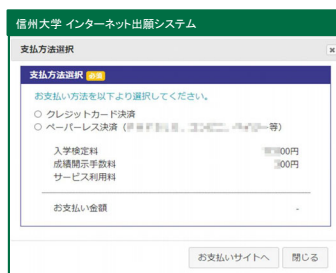 信州大学 インターネット出願システム
支払方法選択
支払方法選択 必須
お支払い方法を以下より選択してください。
クレジットカード決済
ペーパーレス決済（ 等）
入学検定料 00円
成績開示手数料 00円
サービス利用料
お支払い金額 -
お支払いサイトへ 閉じる